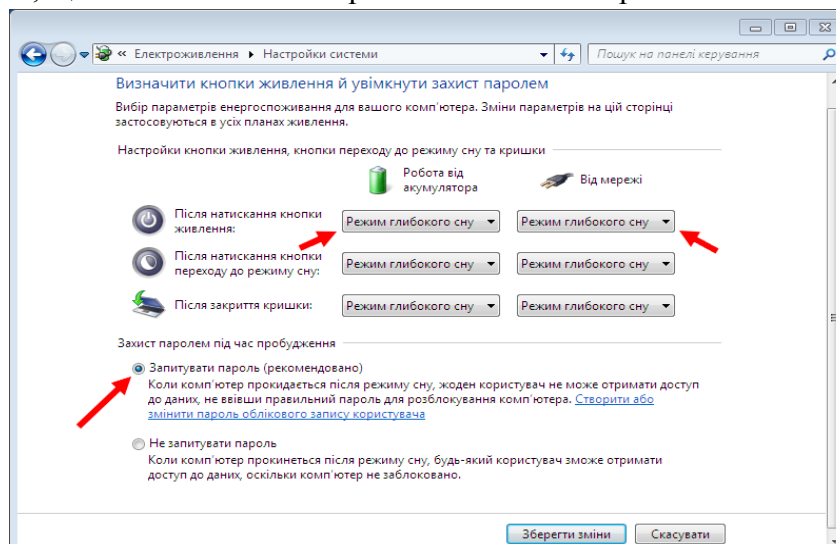 « Електроживлення ▸ Настройки системи
Пошук на панелі керування
Визначити кнопки живлення й увімкнути захист паролем
Вибір параметрів енергоспоживання для вашого комп'ютера. Зміни параметрів на цій сторінці
застосовуються в усіх планах живлення.
Настройки кнопки живлення, кнопки переходу до режиму сну та кришки
Робота від
акумулятора
Від мережі
Після натискання кнопки
живлення:
Режим глибокого сну
Режим глибокого сну
Після натискання кнопки
переходу до режиму сну:
Режим глибокого сну
Режим глибокого сну
Після закриття кришки:
Режим глибокого сну
Режим глибокого сну
Захист паролем під час пробудження
Запитувати пароль (рекомендовано)
Коли комп'ютер прокидається після режиму сну, жоден користувач не може отримати доступ
до даних, не ввівши правильний пароль для розблокування комп'ютера. Створити або
змінити пароль облікового запису користувача
Не запитувати пароль
Коли комп'ютер прокинеться після режиму сну, будь-який користувач зможе отримати
доступ до даних, оскільки комп'ютер не заблоковано.
Зберегти зміни
Скасувати